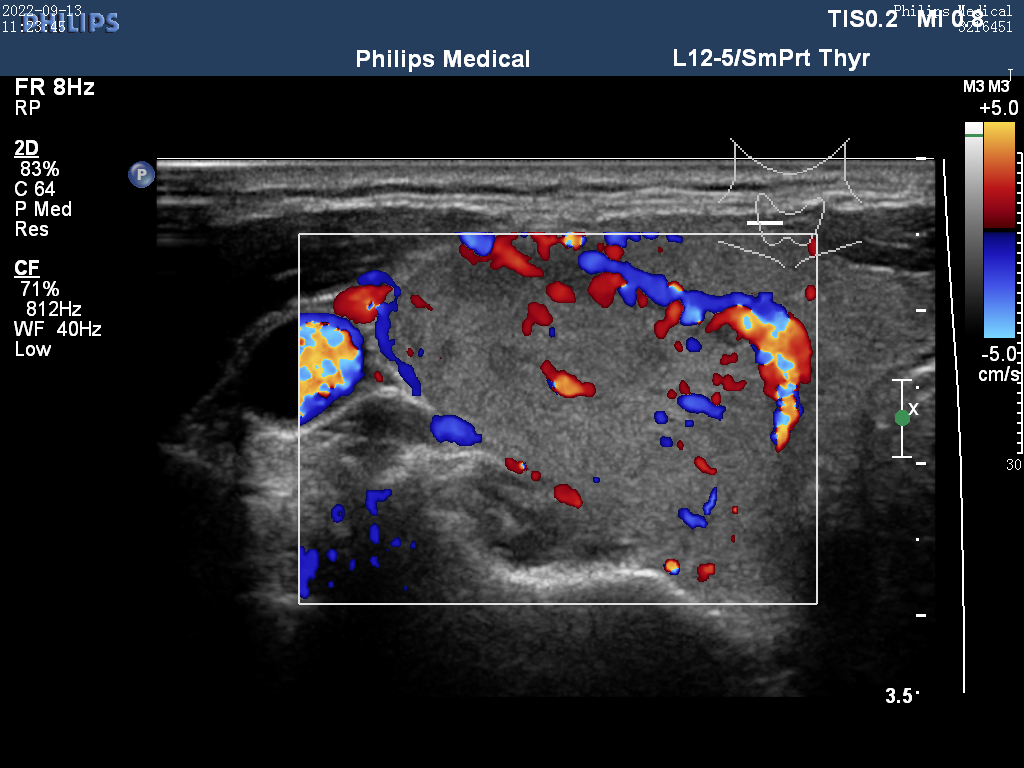 2022-09-13
11:23:45
PHILIPS
TIS0.2 MI 0.8
Philips Medical
3216451
Philips Medical
L12-5/SmPrt Thyr
FR 8Hz
RP
2D
83%
C 64
P Med
Res
CF
71%
812Hz
WF 40Hz
Low
P
M3 M3
+5.0
-5.0
cm/s
x
30
3.5